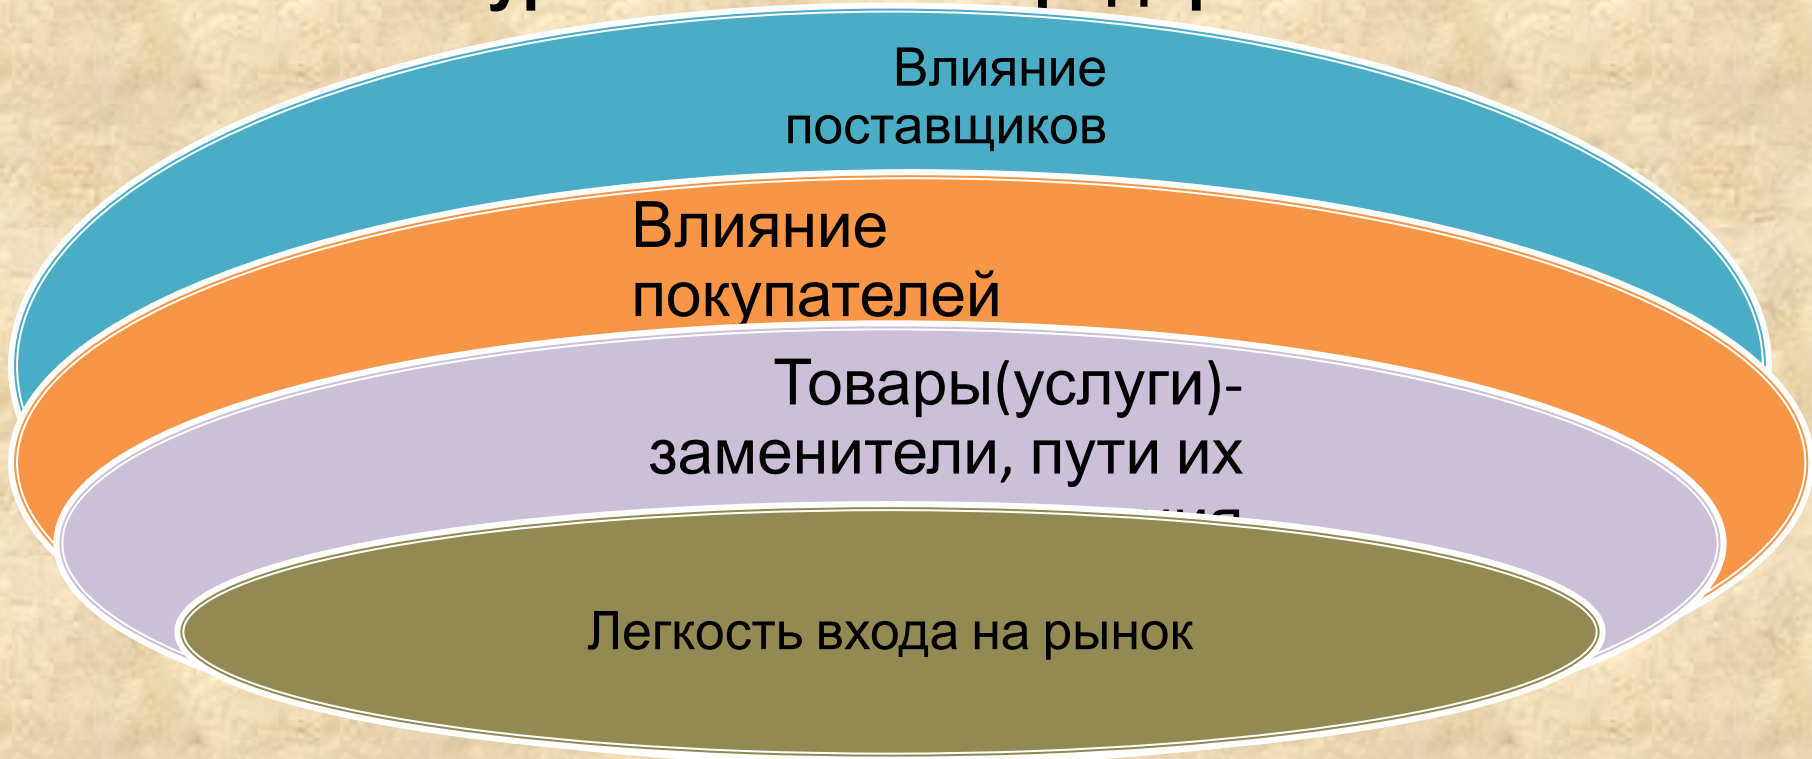 Влияние
поставщиков
Влияние
покупателей
Товары(услуги)-
заменители, пути их
Легкость входа на рынок